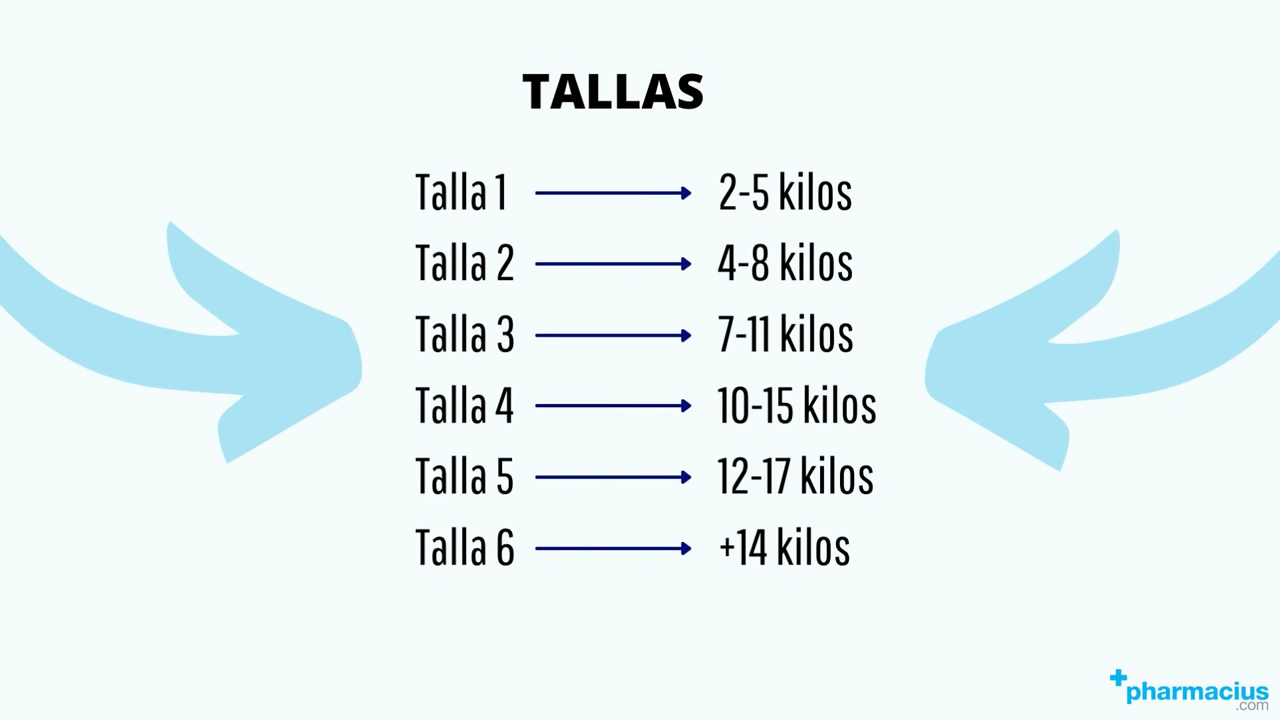 TALLAS
Talla 1 2-5 kilos
Talla 2 4-8 kilos
Talla 3 7-11 kilos
Talla 4 10-15 kilos
Talla 5 12-17 kilos
Talla 6 +14 kilos
+pharmacius
.com